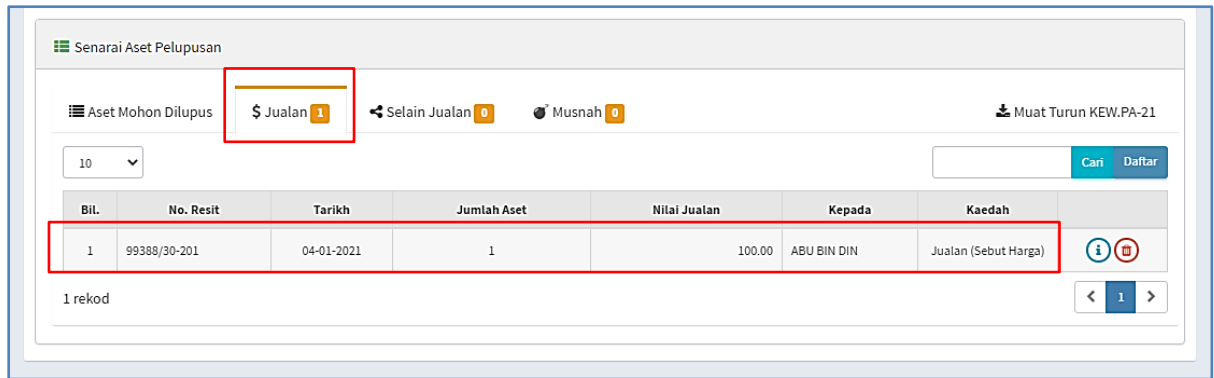 Senarai Aset Pelupusan
Aset Mohon Dilupus $ Jualan 1 Selain Jualan 0 Musnah 0 Muat Turun KEW.PA-21
10 Cari Daftar
Bil. No. Resit Tarikh Jumlah Aset Nilai Jualan Kepada Kaedah
1 99388/30-201 04-01-2021 1 100.00 ABU BIN DIN Jualan (Sebut Harga)
1 rekod < 1 >